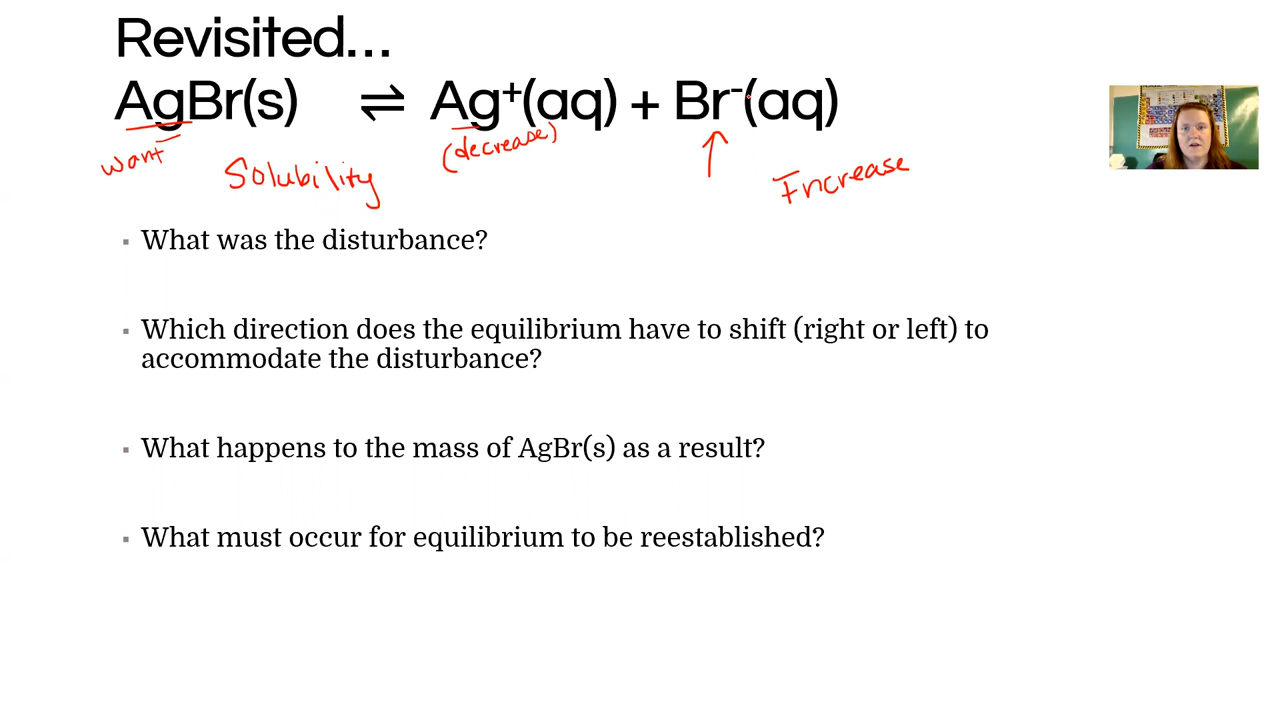 Revisited…
AgBr(s) ⇌ Ag⁺(aq) + Br⁻(aq)
want
Solubility
(decrease)
↑
Increase
▪ What was the disturbance?
▪ Which direction does the equilibrium have to shift (right or left) to
accommodate the disturbance?
▪ What happens to the mass of AgBr(s) as a result?
▪ What must occur for equilibrium to be reestablished?